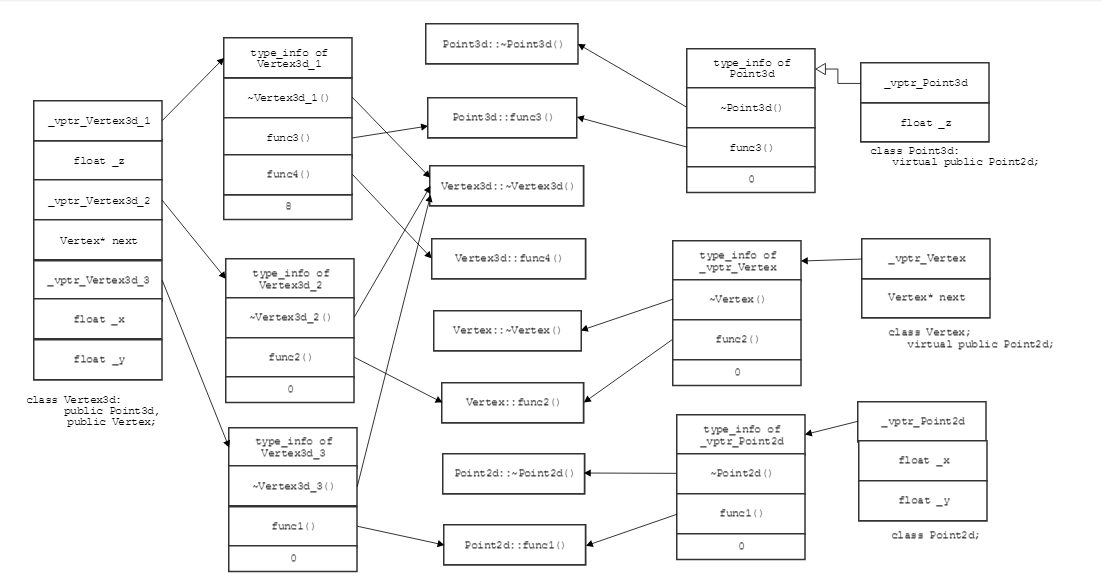 _vptr_Vertex3d_1
float _z
_vptr_Vertex3d_2
Vertex* next
_vptr_Vertex3d_3
float _x
float _y
class Vertex3d:
public Point3d,
public Vertex;
type_info of
Vertex3d_1
~Vertex3d_1()
func3()
func4()
8
type_info of
Vertex3d_2
~Vertex3d_2()
func2()
0
type_info of
Vertex3d_3
~Vertex3d_3()
func1()
0
Point3d::~Point3d()
Point3d::func3()
Vertex3d::~Vertex3d()
Vertex3d::func4()
Vertex::~Vertex()
Vertex::func2()
Point2d::~Point2d()
Point2d::func1()
type_info of
Point3d
~Point3d()
func3()
0
type_info of
_vptr_Vertex
~Vertex()
func2()
0
type_info of
_vptr_Point2d
~Point2d()
func1()
0
_vptr_Point3d
float _z
class Point3d:
virtual public Point2d;
_vptr_Vertex
Vertex* next
class Vertex;
virtual public Point2d;
_vptr_Point2d
float _x
float _y
class Point2d;